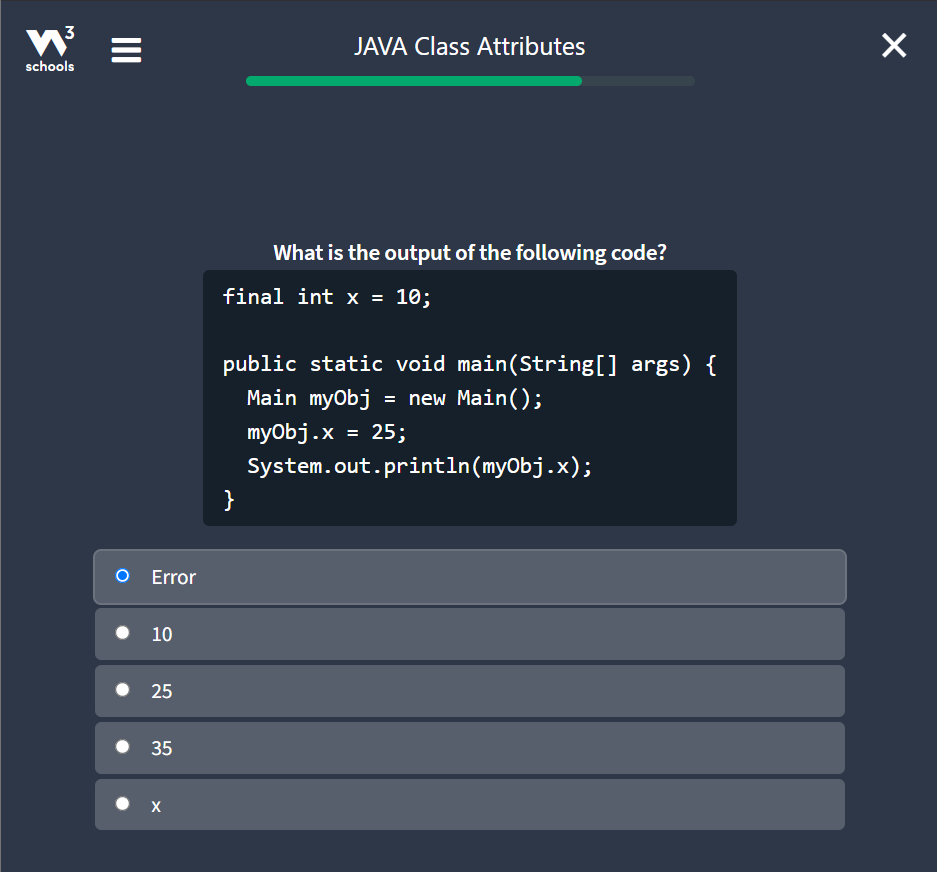 W3
schools
JAVA Class Attributes
What is the output of the following code?
final int x = 10;
public static void main(String[] args) {
  Main myObj = new Main();
  myObj.x = 25;
  System.out.println(myObj.x);
}
Error
10
25
35
x